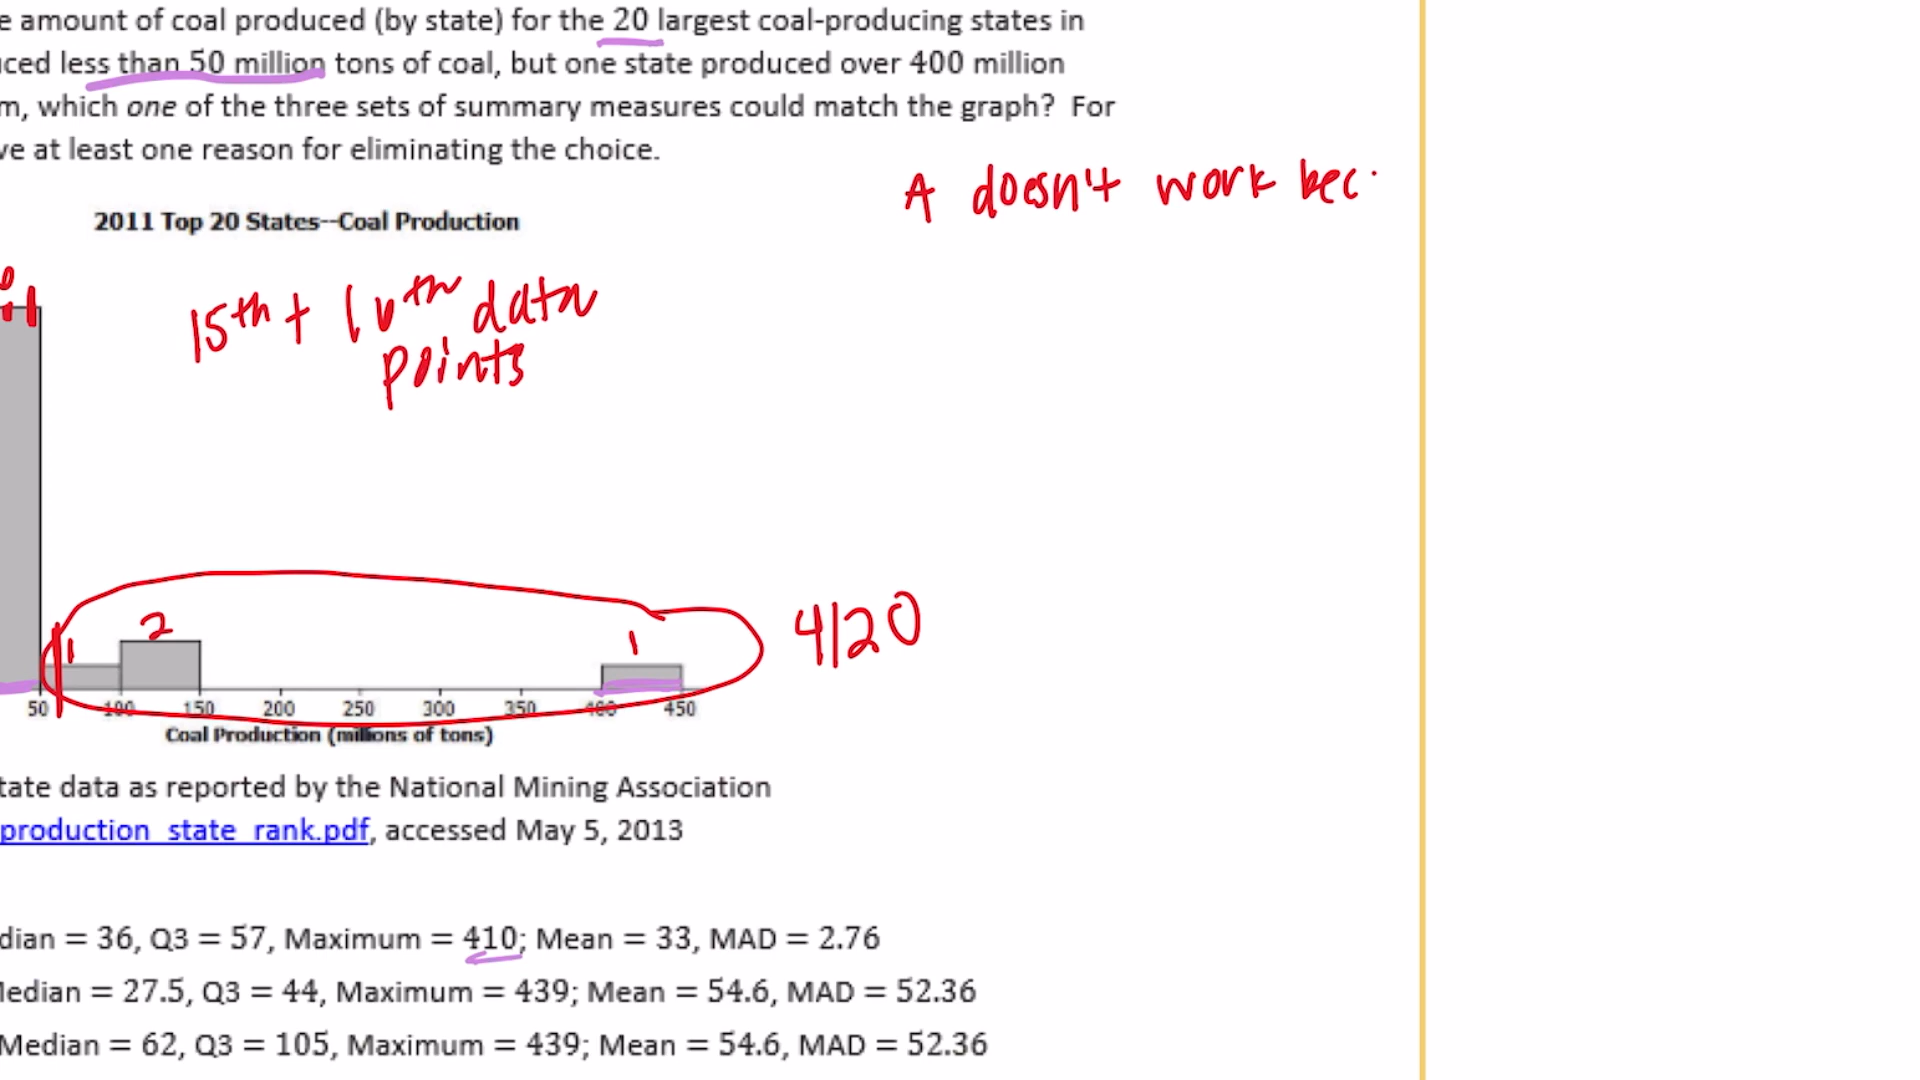 e amount of coal produced (by state) for the 20 largest coal-producing states in
ced less than 50 million tons of coal, but one state produced over 400 million
m, which one of the three sets of summary measures could match the graph? For
ve at least one reason for eliminating the choice.
A doesn't work bec.
2011 Top 20 States--Coal Production
15th + 16th data
points
1 2 1 4/20
50 100 150 200 250 300 350 400 450
Coal Production (millions of tons)
tate data as reported by the National Mining Association
production_state_rank.pdf, accessed May 5, 2013
dian = 36, Q3 = 57, Maximum = 410; Mean = 33, MAD = 2.76
edian = 27.5, Q3 = 44, Maximum = 439; Mean = 54.6, MAD = 52.36
Median = 62, Q3 = 105, Maximum = 439; Mean = 54.6, MAD = 52.36